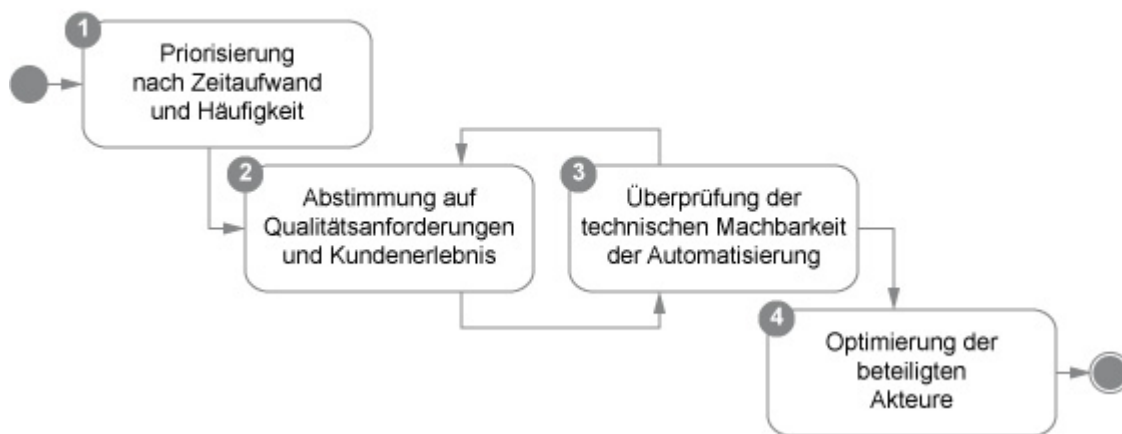 1
Priorisierung
nach Zeitaufwand
und Häufigkeit
2
Abstimmung auf
Qualitätsanforderungen
und Kundenerlebnis
3
Überprüfung der
technischen Machbarkeit
der Automatisierung
4
Optimierung der
beteiligten
Akteure